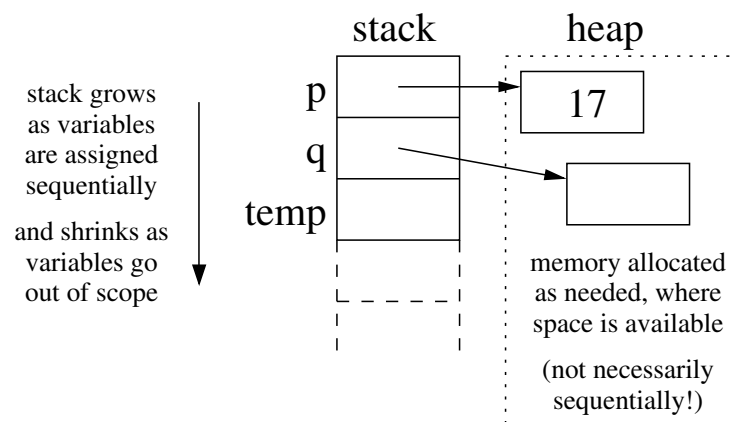 stack
heap
stack grows
as variables
are assigned
sequentially
and shrinks as
variables go
out of scope
p
q
temp
17
memory allocated
as needed, where
space is available
(not necessarily
sequentially!)